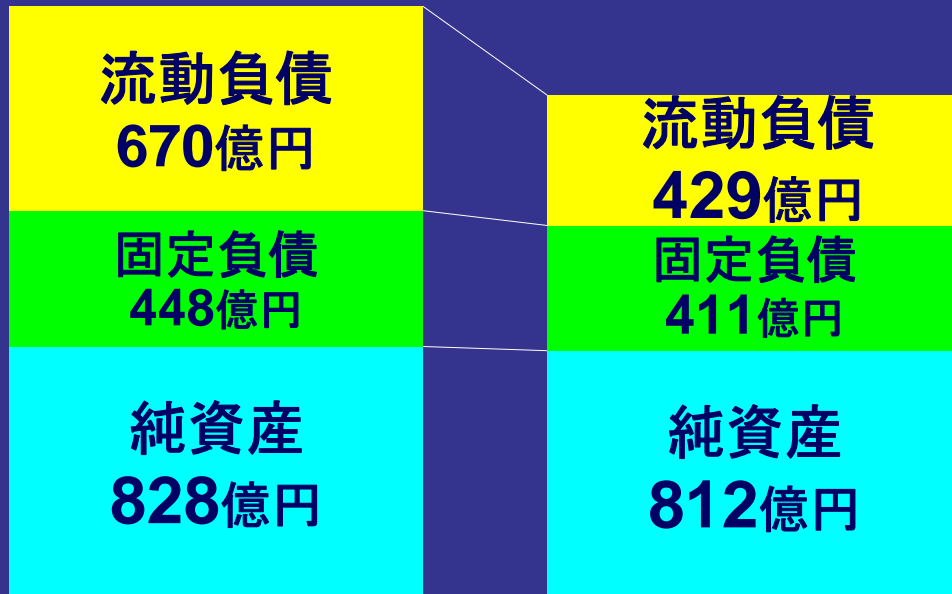 流動負債
670億円
固定負債
448億円
純資産
828億円
流動負債
429億円
固定負債
411億円
純資産
812億円